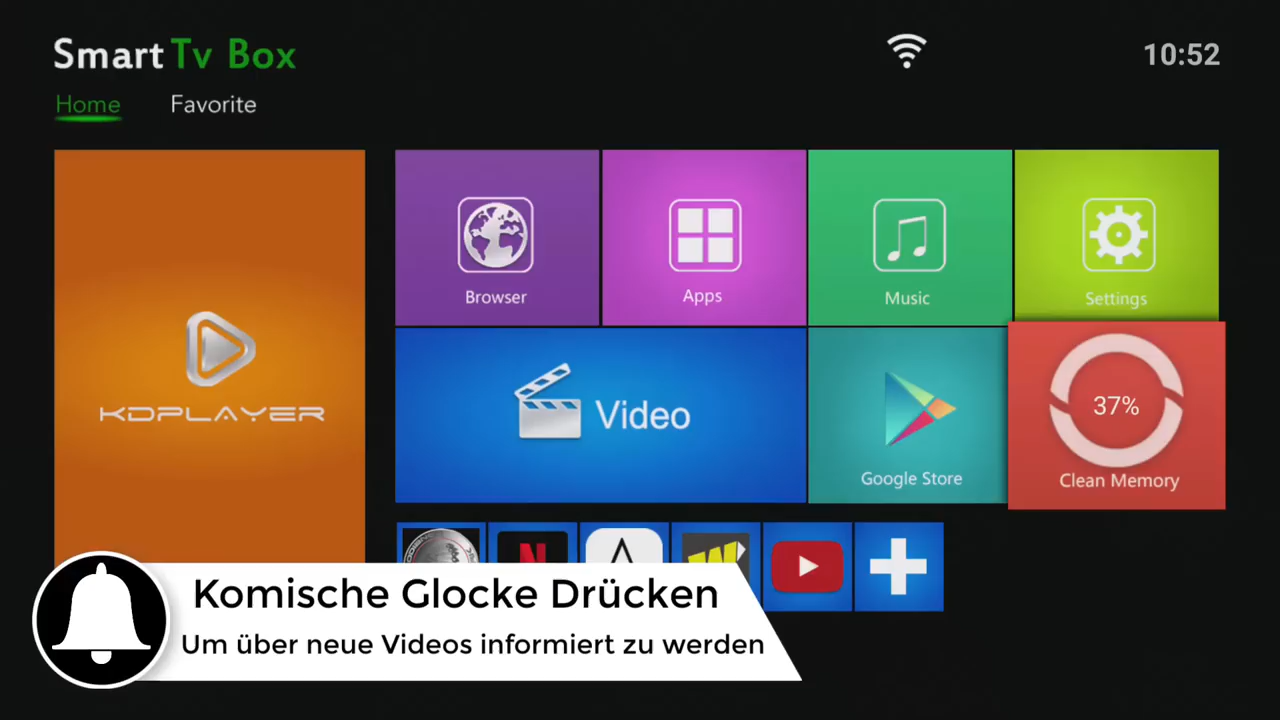 Smart Tv Box
10:52
Home
Favorite
Browser
Apps
Music
Settings
KDPLAYER
Video
Google Store
37%
Clean Memory
Komische Glocke Drücken
Um über neue Videos informiert zu werden